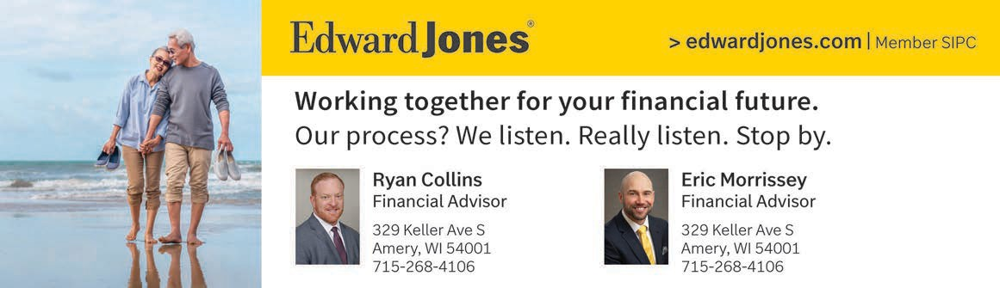 Edward Jones®
> edwardjones.com | Member SIPC
Working together for your financial future.
Our process? We listen. Really listen. Stop by.
Ryan Collins
Financial Advisor
329 Keller Ave S
Amery, WI 54001
715-268-4106
Eric Morrissey
Financial Advisor
329 Keller Ave S
Amery, WI 54001
715-268-4106